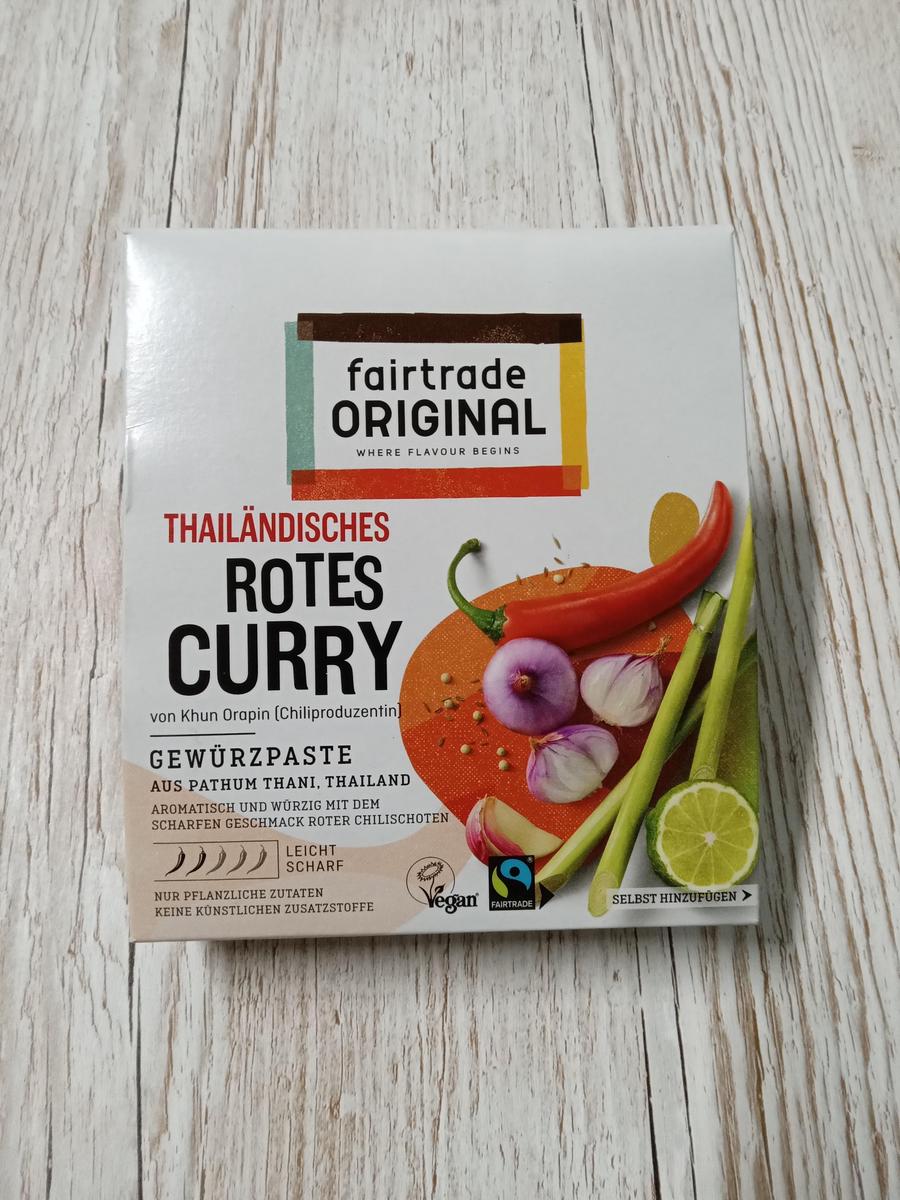 fairtrade
ORIGINAL
WHERE FLAVOUR BEGINS
THAILÄNDISCHES
ROTES
CURRY
von Khun Orapin (Chiliproduzentin)
GEWÜRZPASTE
AUS PATHUM THANI, THAILAND
AROMATISCH UND WÜRZIG MIT DEM
SCHARFEN GESCHMACK ROTER CHILISCHOTEN
LEICHT
SCHARF
NUR PFLANZLICHE ZUTATEN
KEINE KÜNSTLICHEN ZUSATZSTOFFE
Vegan
FAIRTRADE
SELBST HINZUFÜGEN